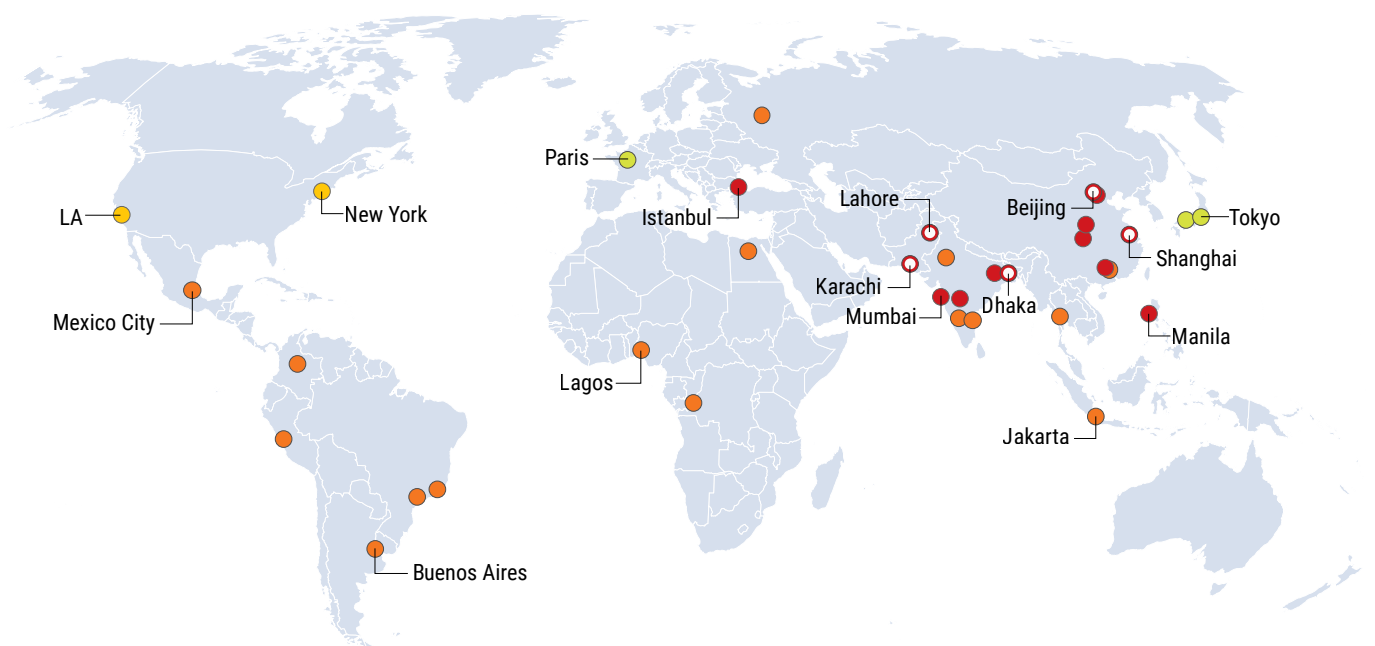 Paris
Lahore
Beijing
LA
New York
Istanbul
Tokyo
Shanghai
Karachi
Mumbai
Dhaka
Mexico City
Manila
Lagos
Jakarta
Buenos Aires